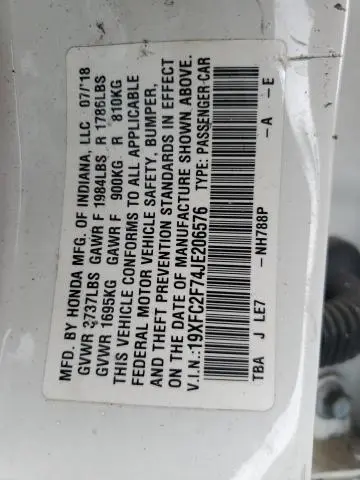 MFD. BY HONDA MFG. OF INDIANA, LLC 07/18
GVWR 3737LBS GAWR F 1984LBS R 1786LBS
GVWR 1695KG GAWR F 900KG R 810KG
THIS VEHICLE CONFORMS TO ALL APPLICABLE
FEDERAL MOTOR VEHICLE SAFETY, BUMPER,
AND THEFT PREVENTION STANDARDS IN EFFECT
ON THE DATE OF MANUFACTURE SHOWN ABOVE.
V.I.N.:19XFC2F74JE206576 TYPE: PASSENGER CAR
TBA J LE7 -NH788P -A -E